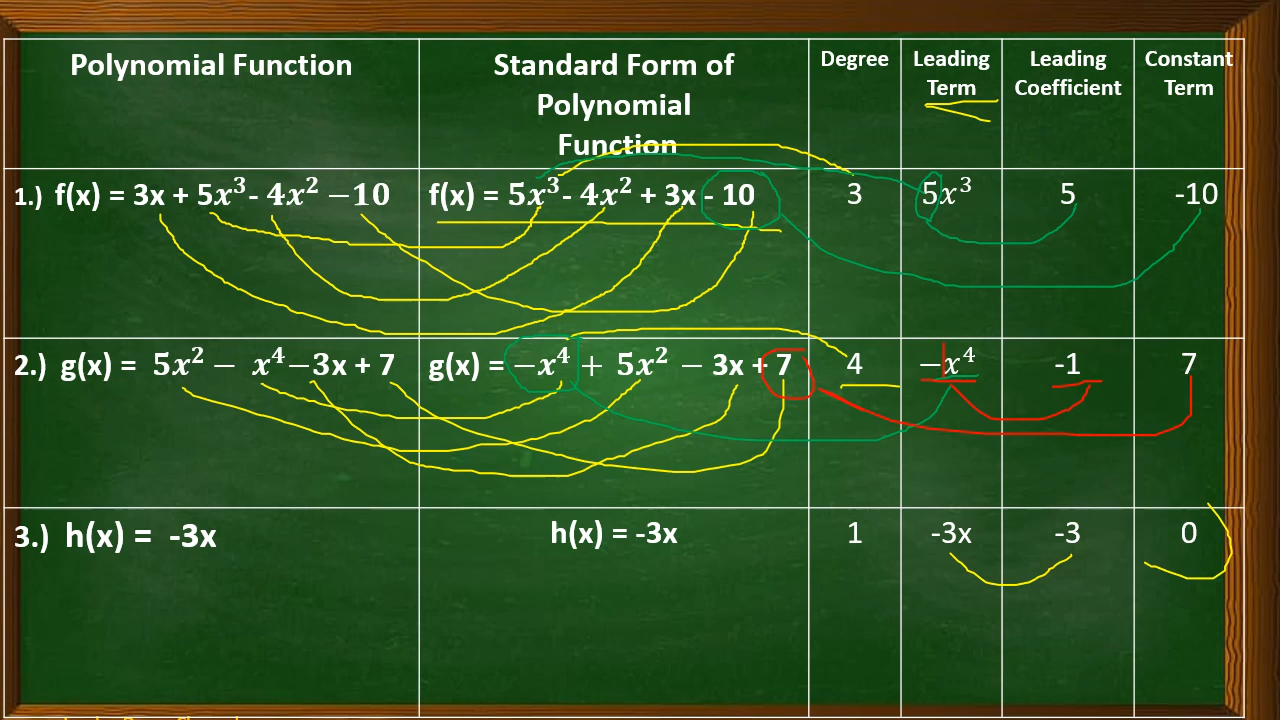 Polynomial Function
Standard Form of
Polynomial
Function
Degree
Leading
Term
Leading
Coefficient
Constant
Term
1.) f(x) = 3x + 5x³- 4x² −10
f(x) = 5x³- 4x² + 3x - 10
3
5x³
5
-10
2.) g(x) = 5x² − x⁴−3x + 7
g(x) = −x⁴ + 5x² − 3x + 7
4
−x⁴
-1
7
3.) h(x) = -3x
h(x) = -3x
1
-3x
-3
0